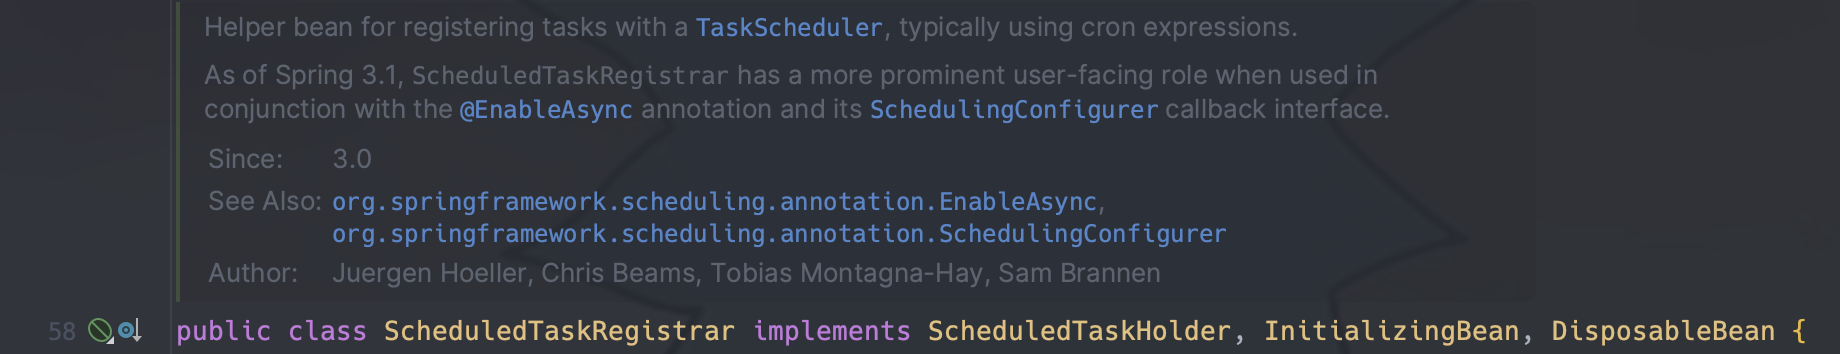 Helper bean for registering tasks with a TaskScheduler, typically using cron expressions.
As of Spring 3.1, ScheduledTaskRegistrar has a more prominent user-facing role when used in
conjunction with the @EnableAsync annotation and its SchedulingConfigurer callback interface.
Since: 3.0
See Also: org.springframework.scheduling.annotation.EnableAsync,
org.springframework.scheduling.annotation.SchedulingConfigurer
Author: Juergen Hoeller, Chris Beams, Tobias Montagna-Hay, Sam Brannen
58 public class ScheduledTaskRegistrar implements ScheduledTaskHolder, InitializingBean, DisposableBean {